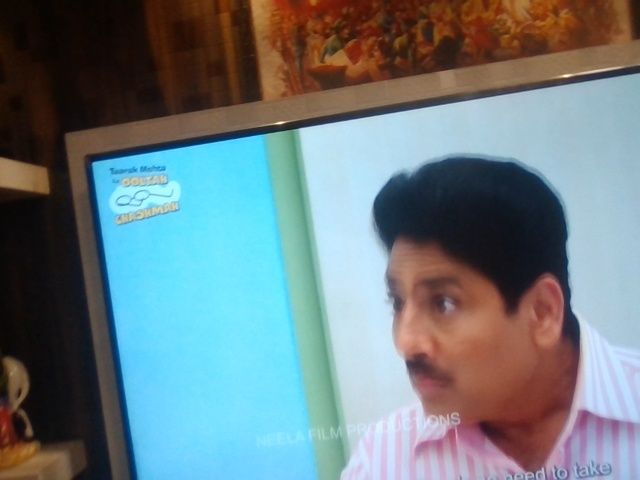 Taarak Mehta
OOLTAH
CHASHMAH
NEELA FILM PRODUCTIONS
need to take